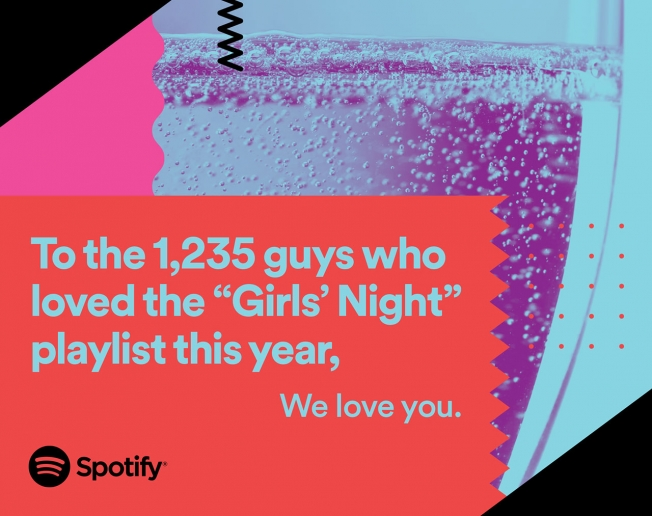 To the 1,235 guys who
loved the “Girls’ Night”
playlist this year,
We love you.
Spotify®